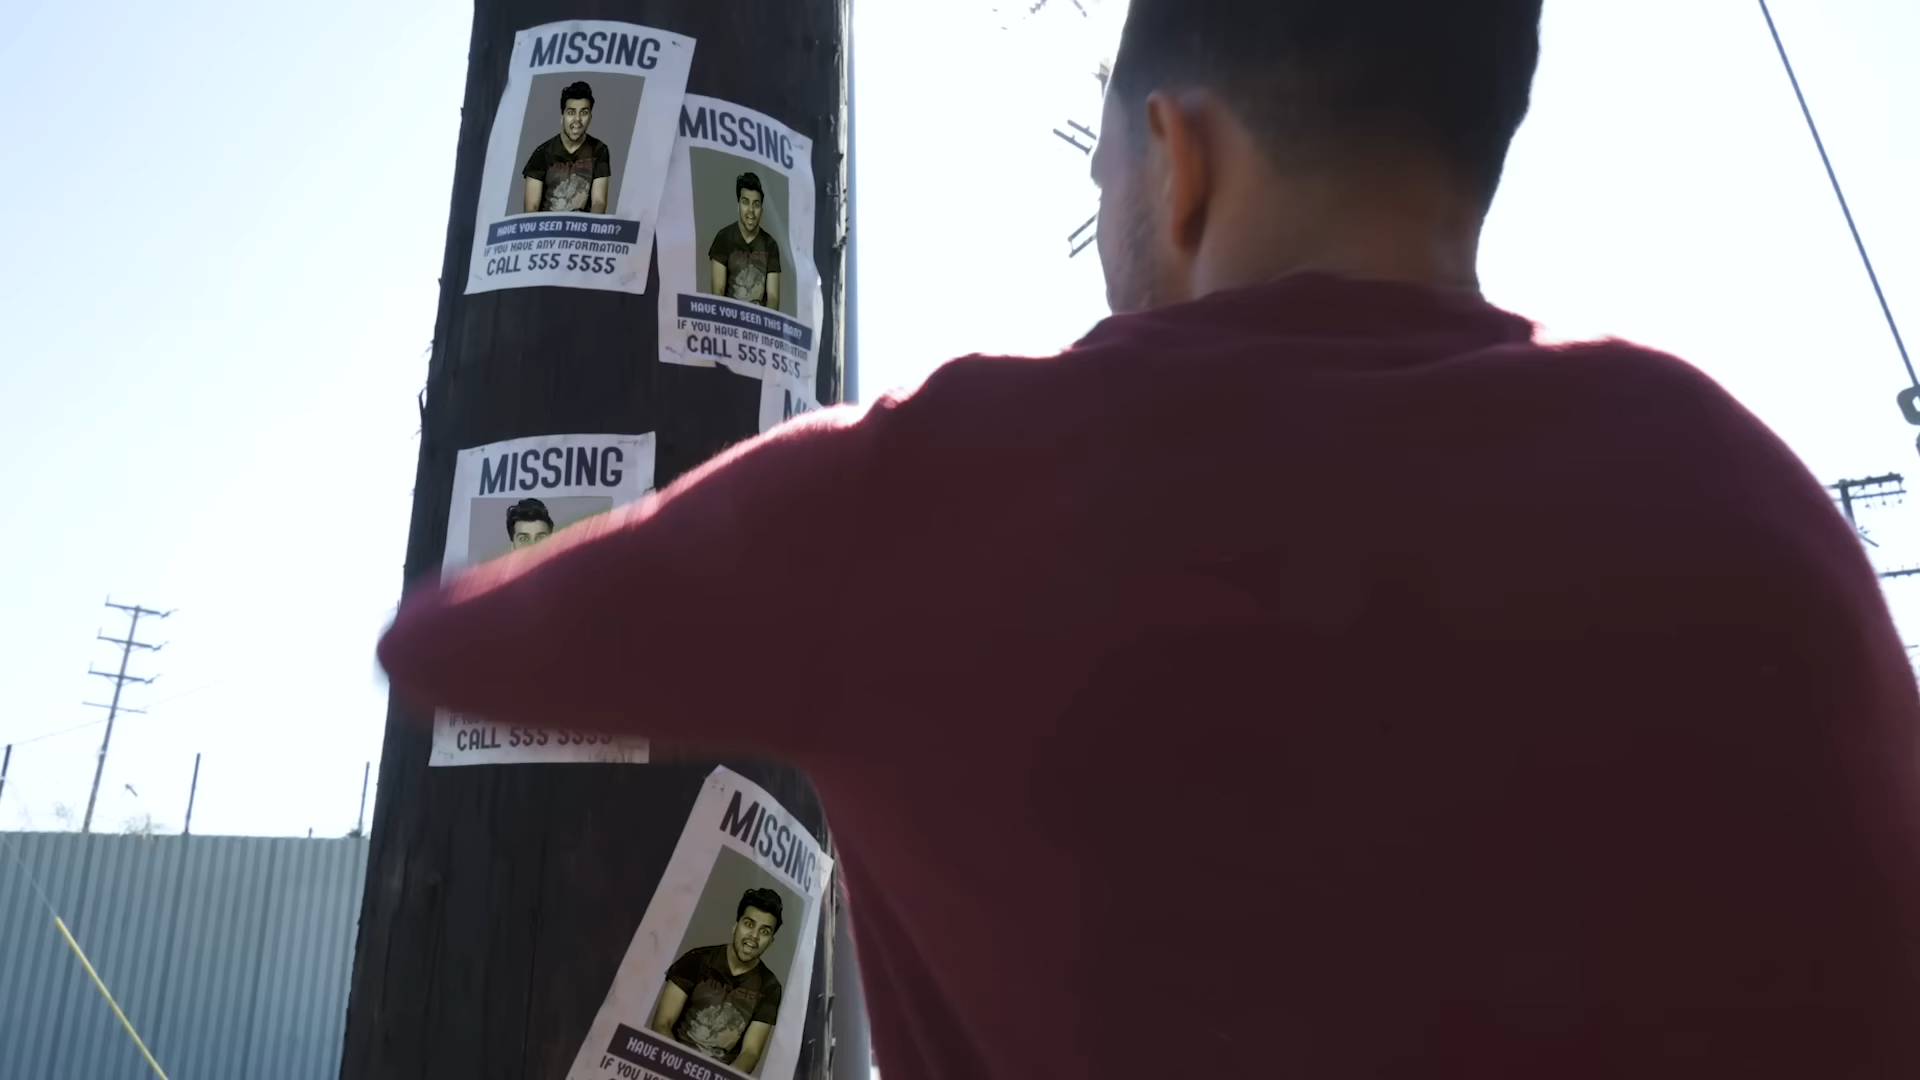 MISSING
HAVE YOU SEEN THIS MAN?
IF YOU HAVE ANY INFORMATION
CALL 555 5555
MISSING
HAVE YOU SEEN THIS MAN?
IF YOU HAVE ANY INFORMATION
CALL 555 5555
MISSING
CALL 555 5555
MISSING
HAVE YOU SEEN
IF YOU